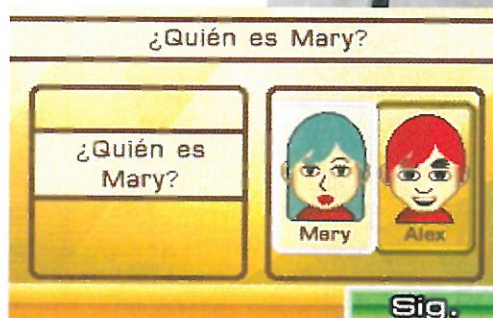 ¿Quién es Mary?
¿Quién es
Mary?
Mary
Alex
Sig.